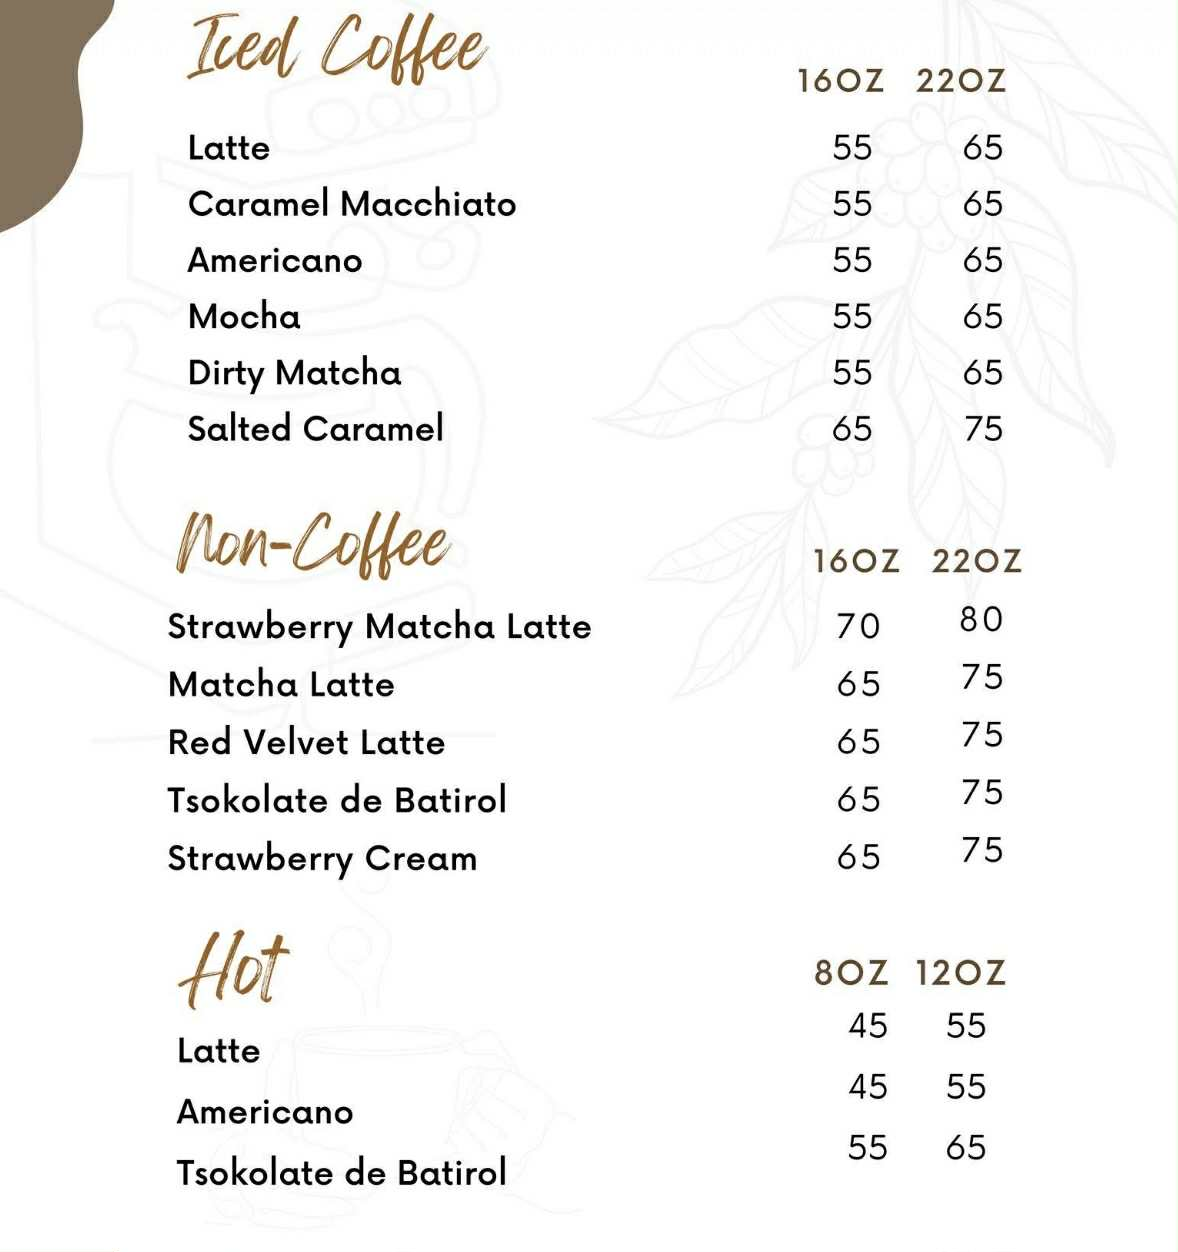 Iced Coffee
16OZ 22OZ
Latte 55 65
Caramel Macchiato 55 65
Americano 55 65
Mocha 55 65
Dirty Matcha 55 65
Salted Caramel 65 75
Non-Coffee
16OZ 22OZ
Strawberry Matcha Latte 70 80
Matcha Latte 65 75
Red Velvet Latte 65 75
Tsokolate de Batirol 65 75
Strawberry Cream 65 75
Hot
8OZ 12OZ
Latte 45 55
Americano 45 55
Tsokolate de Batirol 55 65